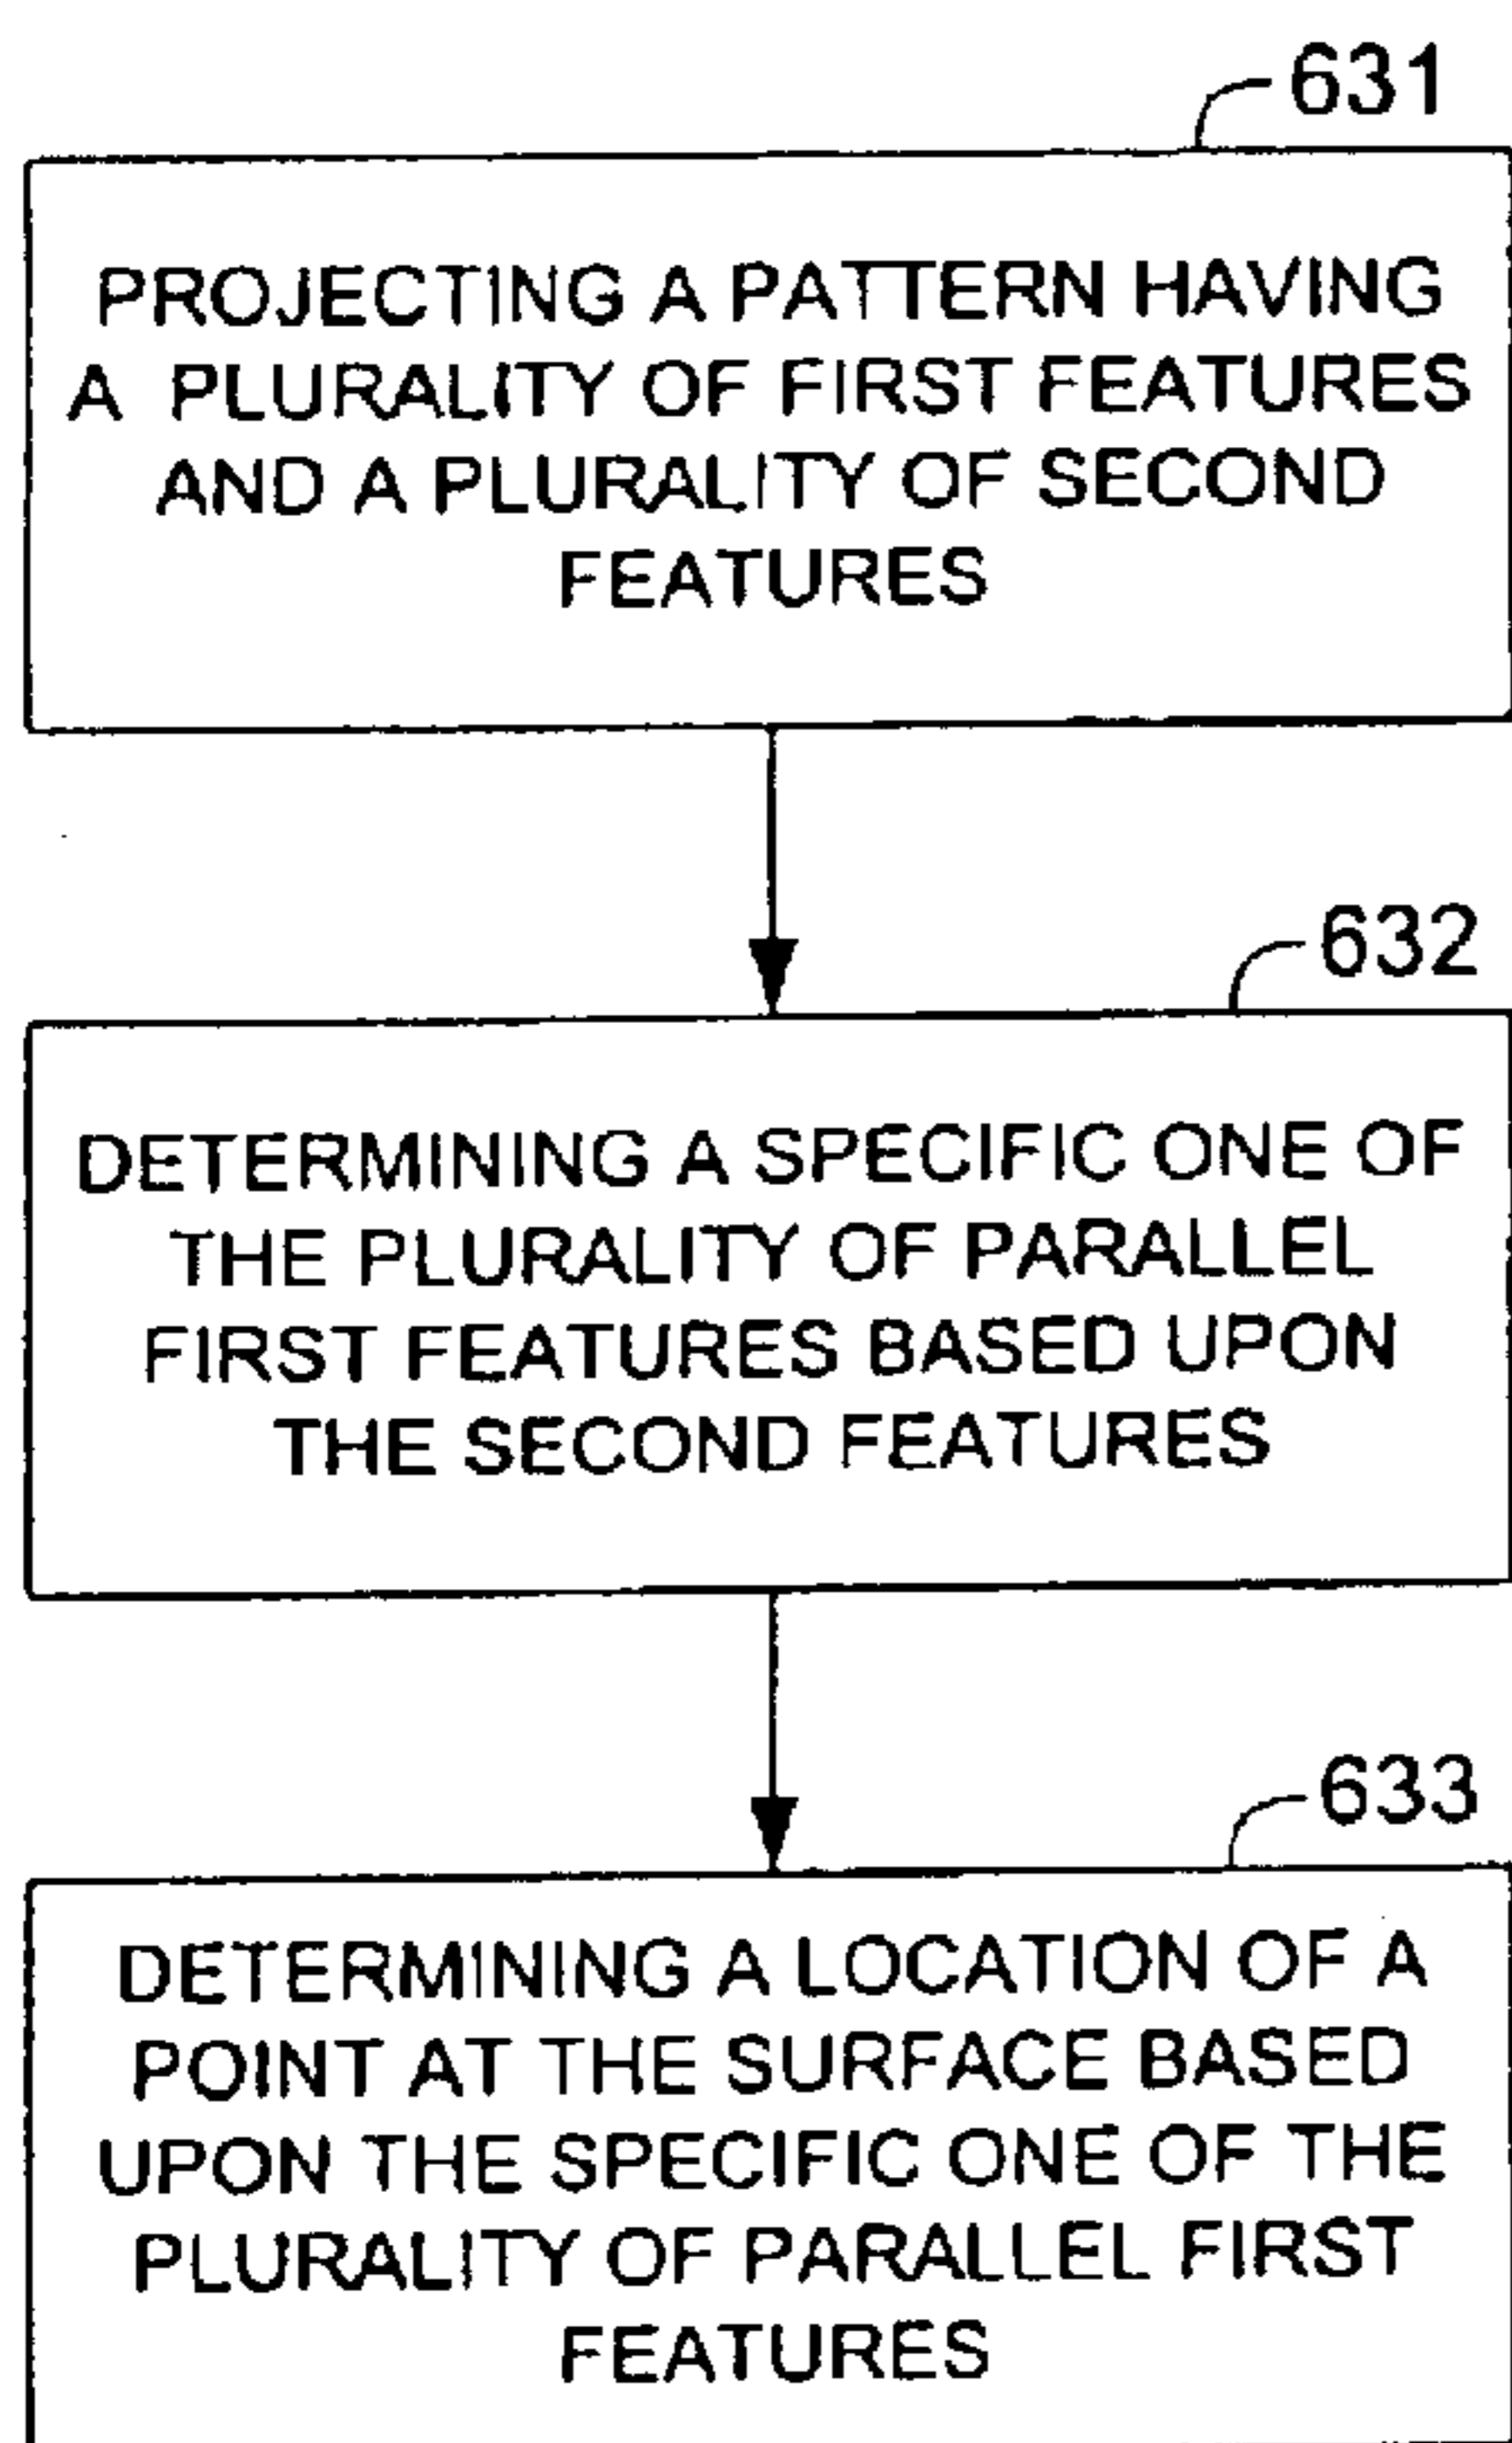 631
PROJECTING A PATTERN HAVING
A PLURALITY OF FIRST FEATURES
AND A PLURALITY OF SECOND
FEATURES
632
DETERMINING A SPECIFIC ONE OF
THE PLURALITY OF PARALLEL
FIRST FEATURES BASED UPON
THE SECOND FEATURES
633
DETERMINING A LOCATION OF A
POINT AT THE SURFACE BASED
UPON THE SPECIFIC ONE OF THE
PLURALITY OF PARALLEL FIRST
FEATURES